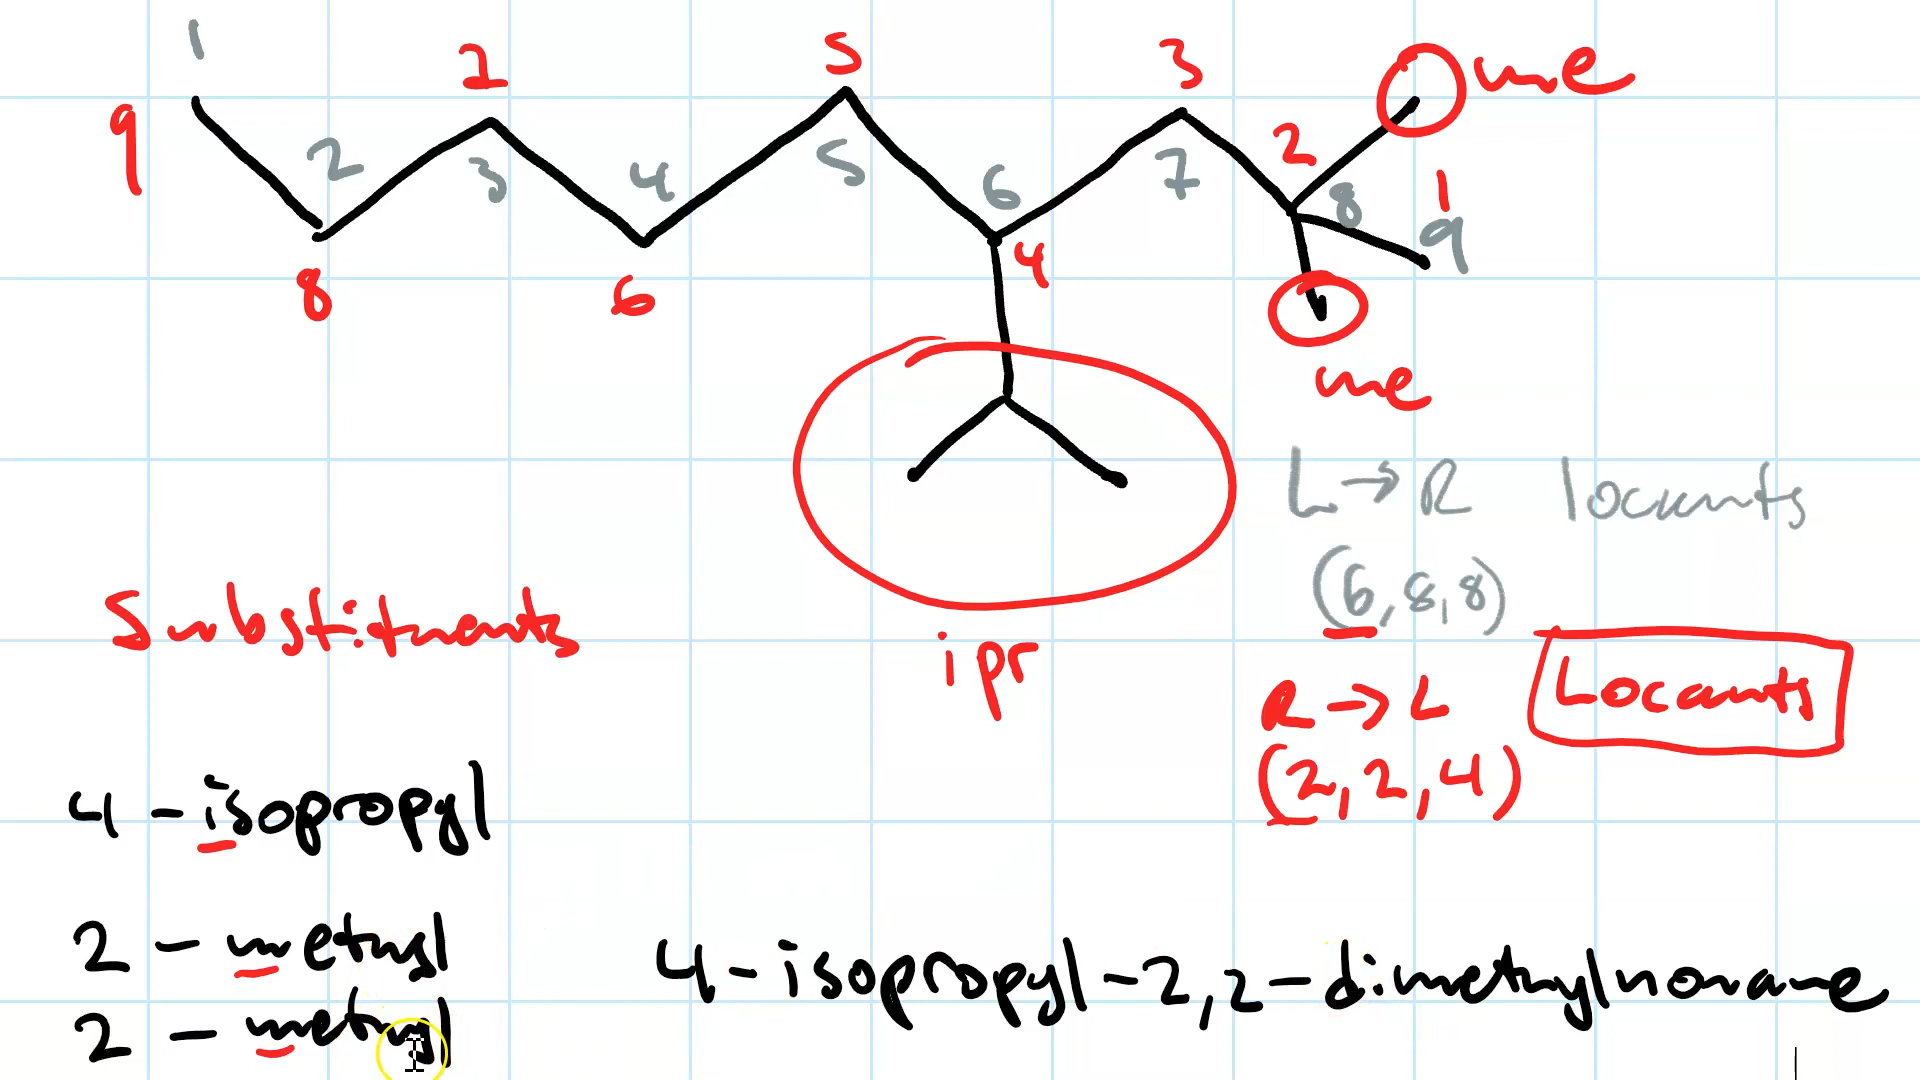 1
2
5
3
me
9
2
3
4
5
6
7
2
8
1
9
8
6
4
me
L → R locants
(6,8,8)
Substituents
ipr
R → L Locants
(2,2,4)
4 - isopropyl
2 - methyl
2 - methyl
4-isopropyl-2,2-dimethylnonane